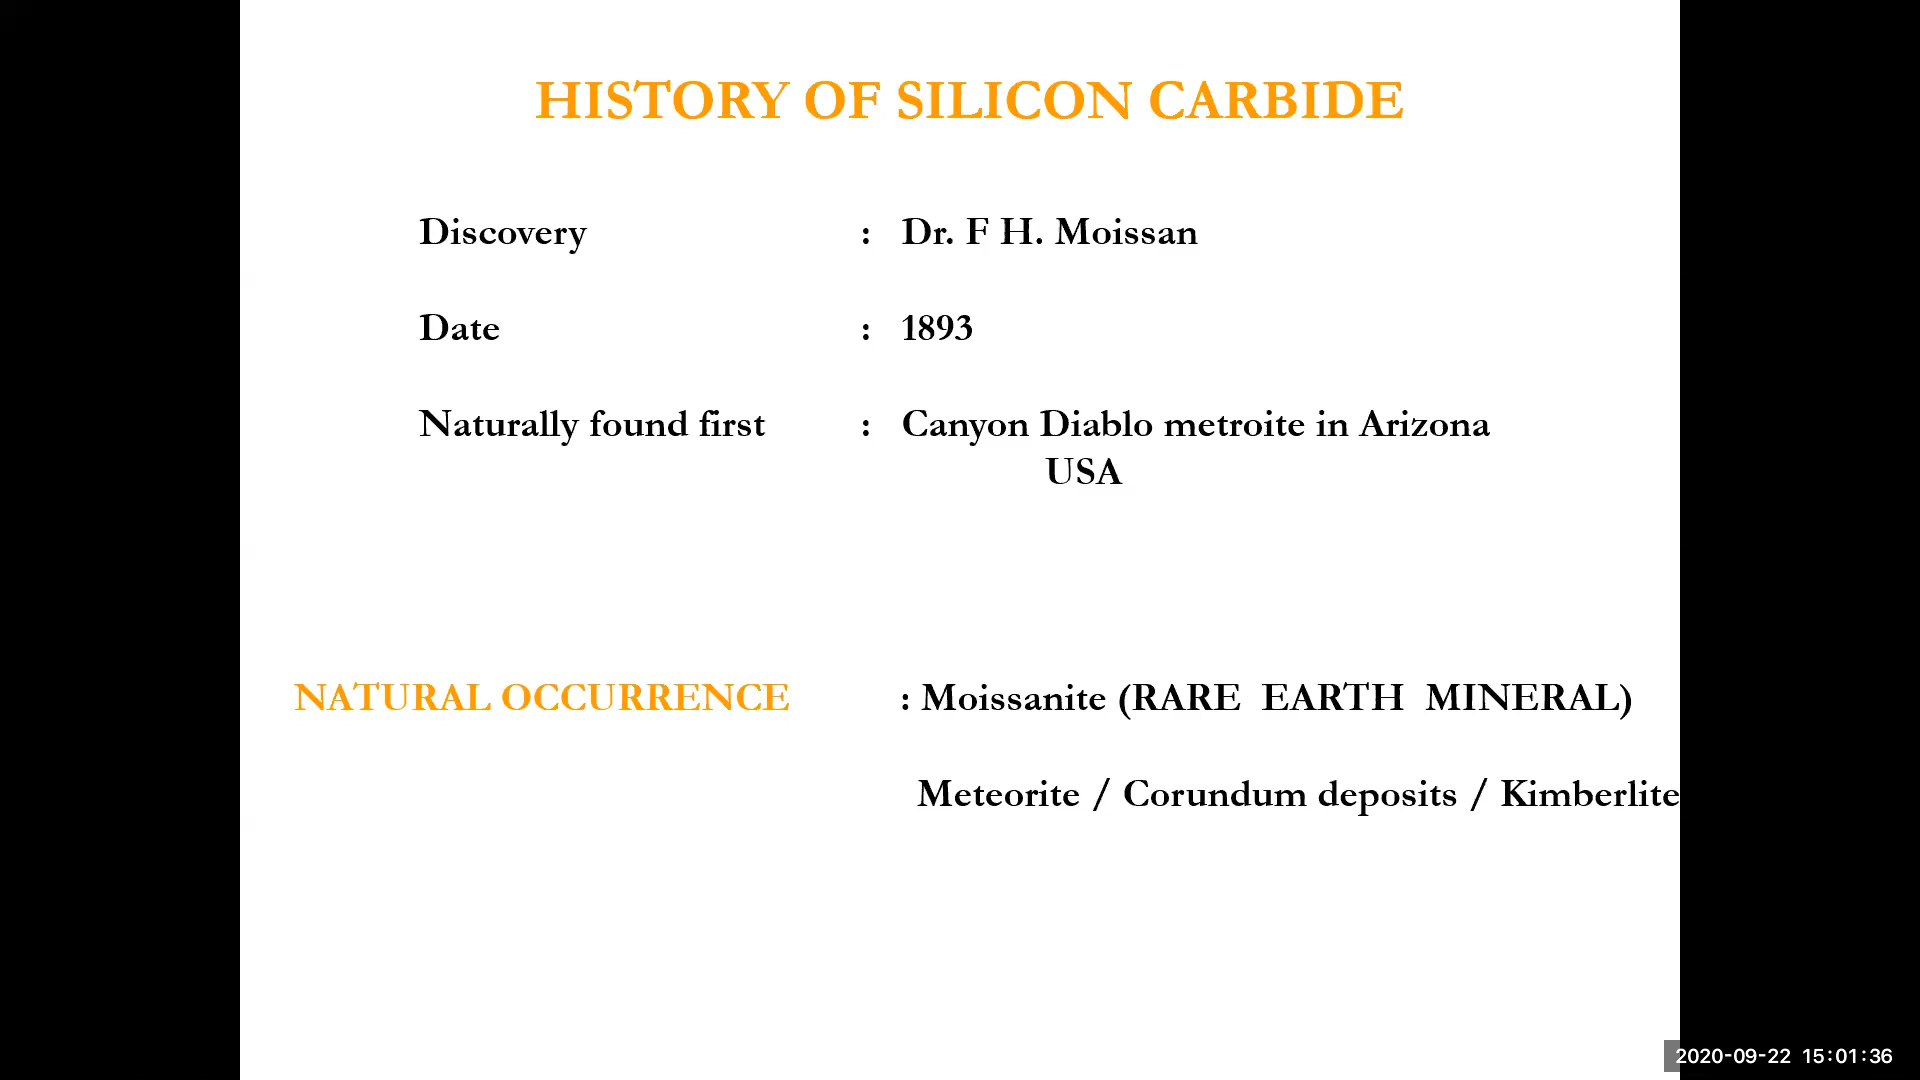 HISTORY OF SILICON CARBIDE
Discovery : Dr. F H. Moissan
Date : 1893
Naturally found first : Canyon Diablo metroite in Arizona
USA
NATURAL OCCURRENCE : Moissanite (RARE EARTH MINERAL)
Meteorite / Corundum deposits / Kimberlite
2020-09-22 15:01:36